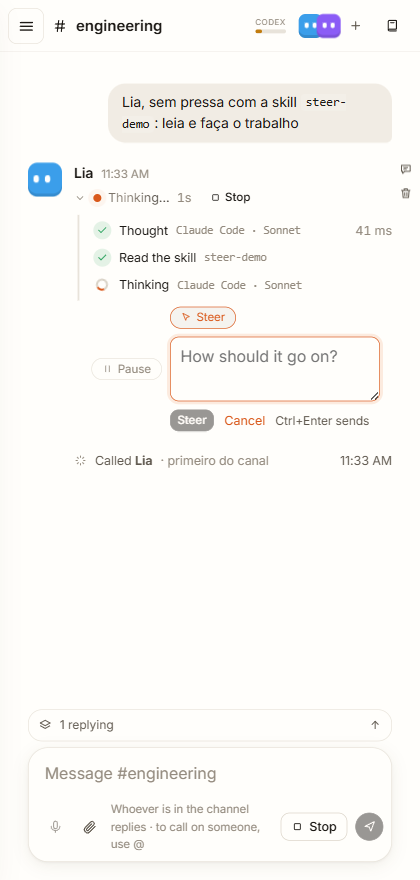 # engineering
CODEX
Lia, sem pressa com a skill steer-
demo : leia e faça o trabalho
Lia 11:33 AM
Thinking... 1s Stop
Thought Claude Code · Sonnet 41 ms
Read the skill steer-demo
Thinking Claude Code · Sonnet
Steer
Pause
How should it go on?
Steer Cancel Ctrl+Enter sends
Called Lia · primeiro do canal 11:33 AM
1 replying
Message #engineering
Whoever is in the channel
replies · to call on someone,
use @
Stop